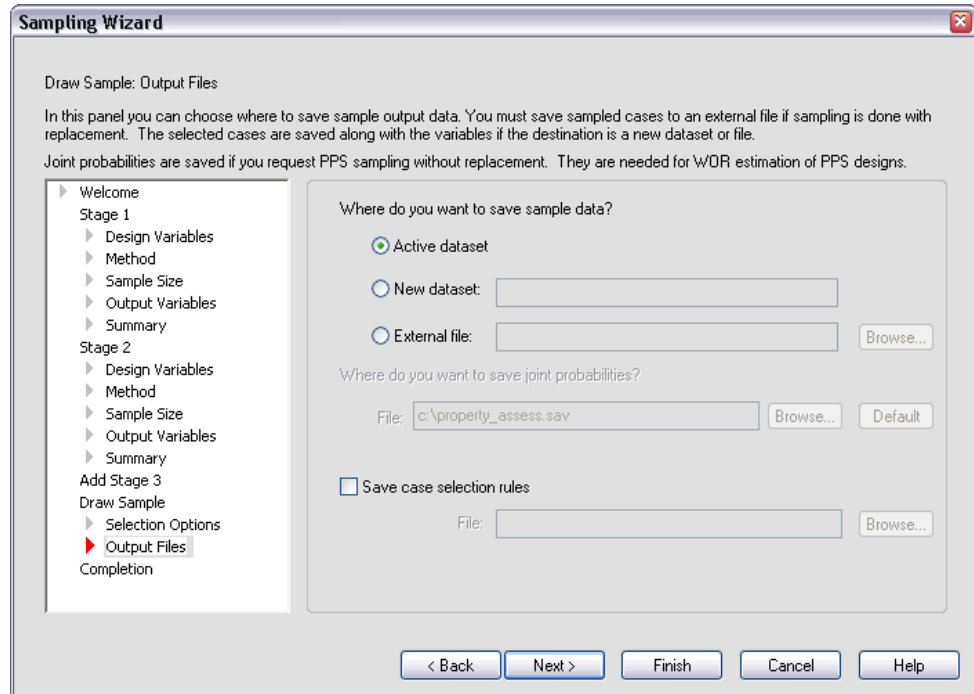 Sampling Wizard
Draw Sample: Output Files
In this panel you can choose where to save sample output data. You must save sampled cases to an external file if sampling is done with
replacement. The selected cases are saved along with the variables if the destination is a new dataset or file.
Joint probabilities are saved if you request PPS sampling without replacement. They are needed for WOR estimation of PPS designs.
Welcome
Stage 1
Design Variables
Method
Sample Size
Output Variables
Summary
Stage 2
Design Variables
Method
Sample Size
Output Variables
Summary
Add Stage 3
Draw Sample
Selection Options
Output Files
Completion
Where do you want to save sample data?
Active dataset
New dataset:
External file: Browse...
Where do you want to save joint probabilities?
File: c:\property_assess.sav Browse... Default
Save case selection rules
File: Browse...
< Back Next > Finish Cancel Help